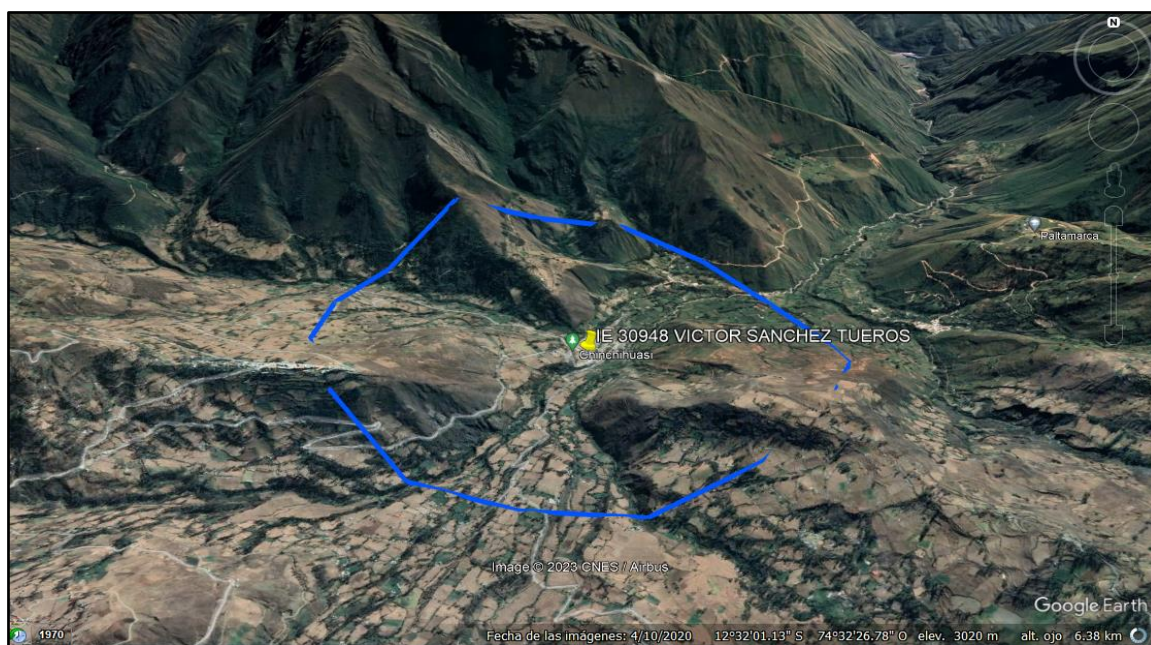 N
Paltamarca
IE 30948 VICTOR SANCHEZ TUEROS
Chinchihuasi
Image © 2023 CNES / Airbus
Google Earth
1970
Fecha de las imágenes: 4/10/2020 12°32'01.13" S 74°32'26.78" O elev. 3020 m alt. ojo 6.38 km